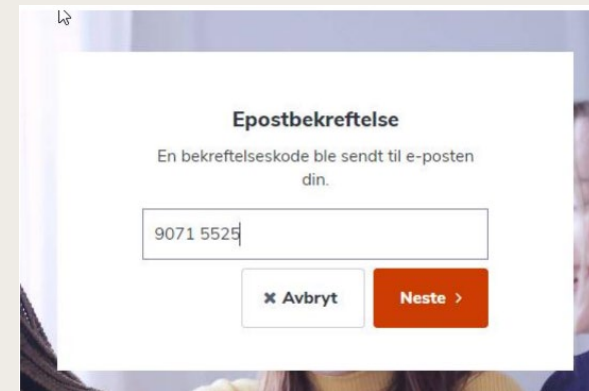 Epostbekreftelse
En bekreftelseskode ble sendt til e-posten
din.
9071 5525
× Avbryt
Neste >